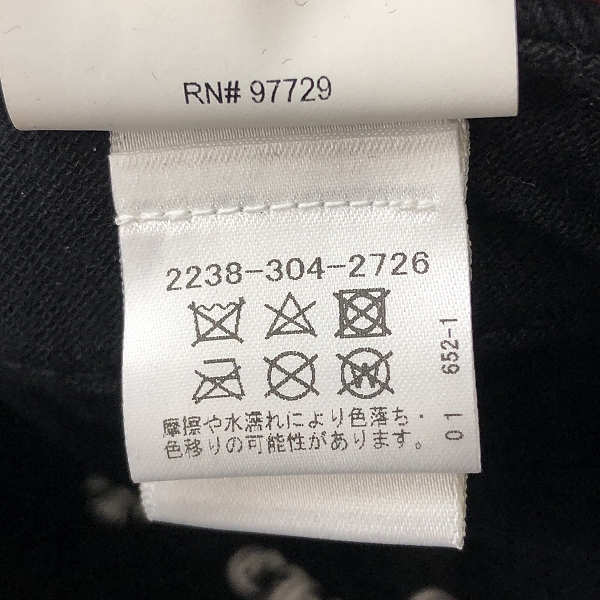 RN# 97729
2238-304-2726
摩擦や水濡れにより色落ち・
色移りの可能性があります。
01 652-1